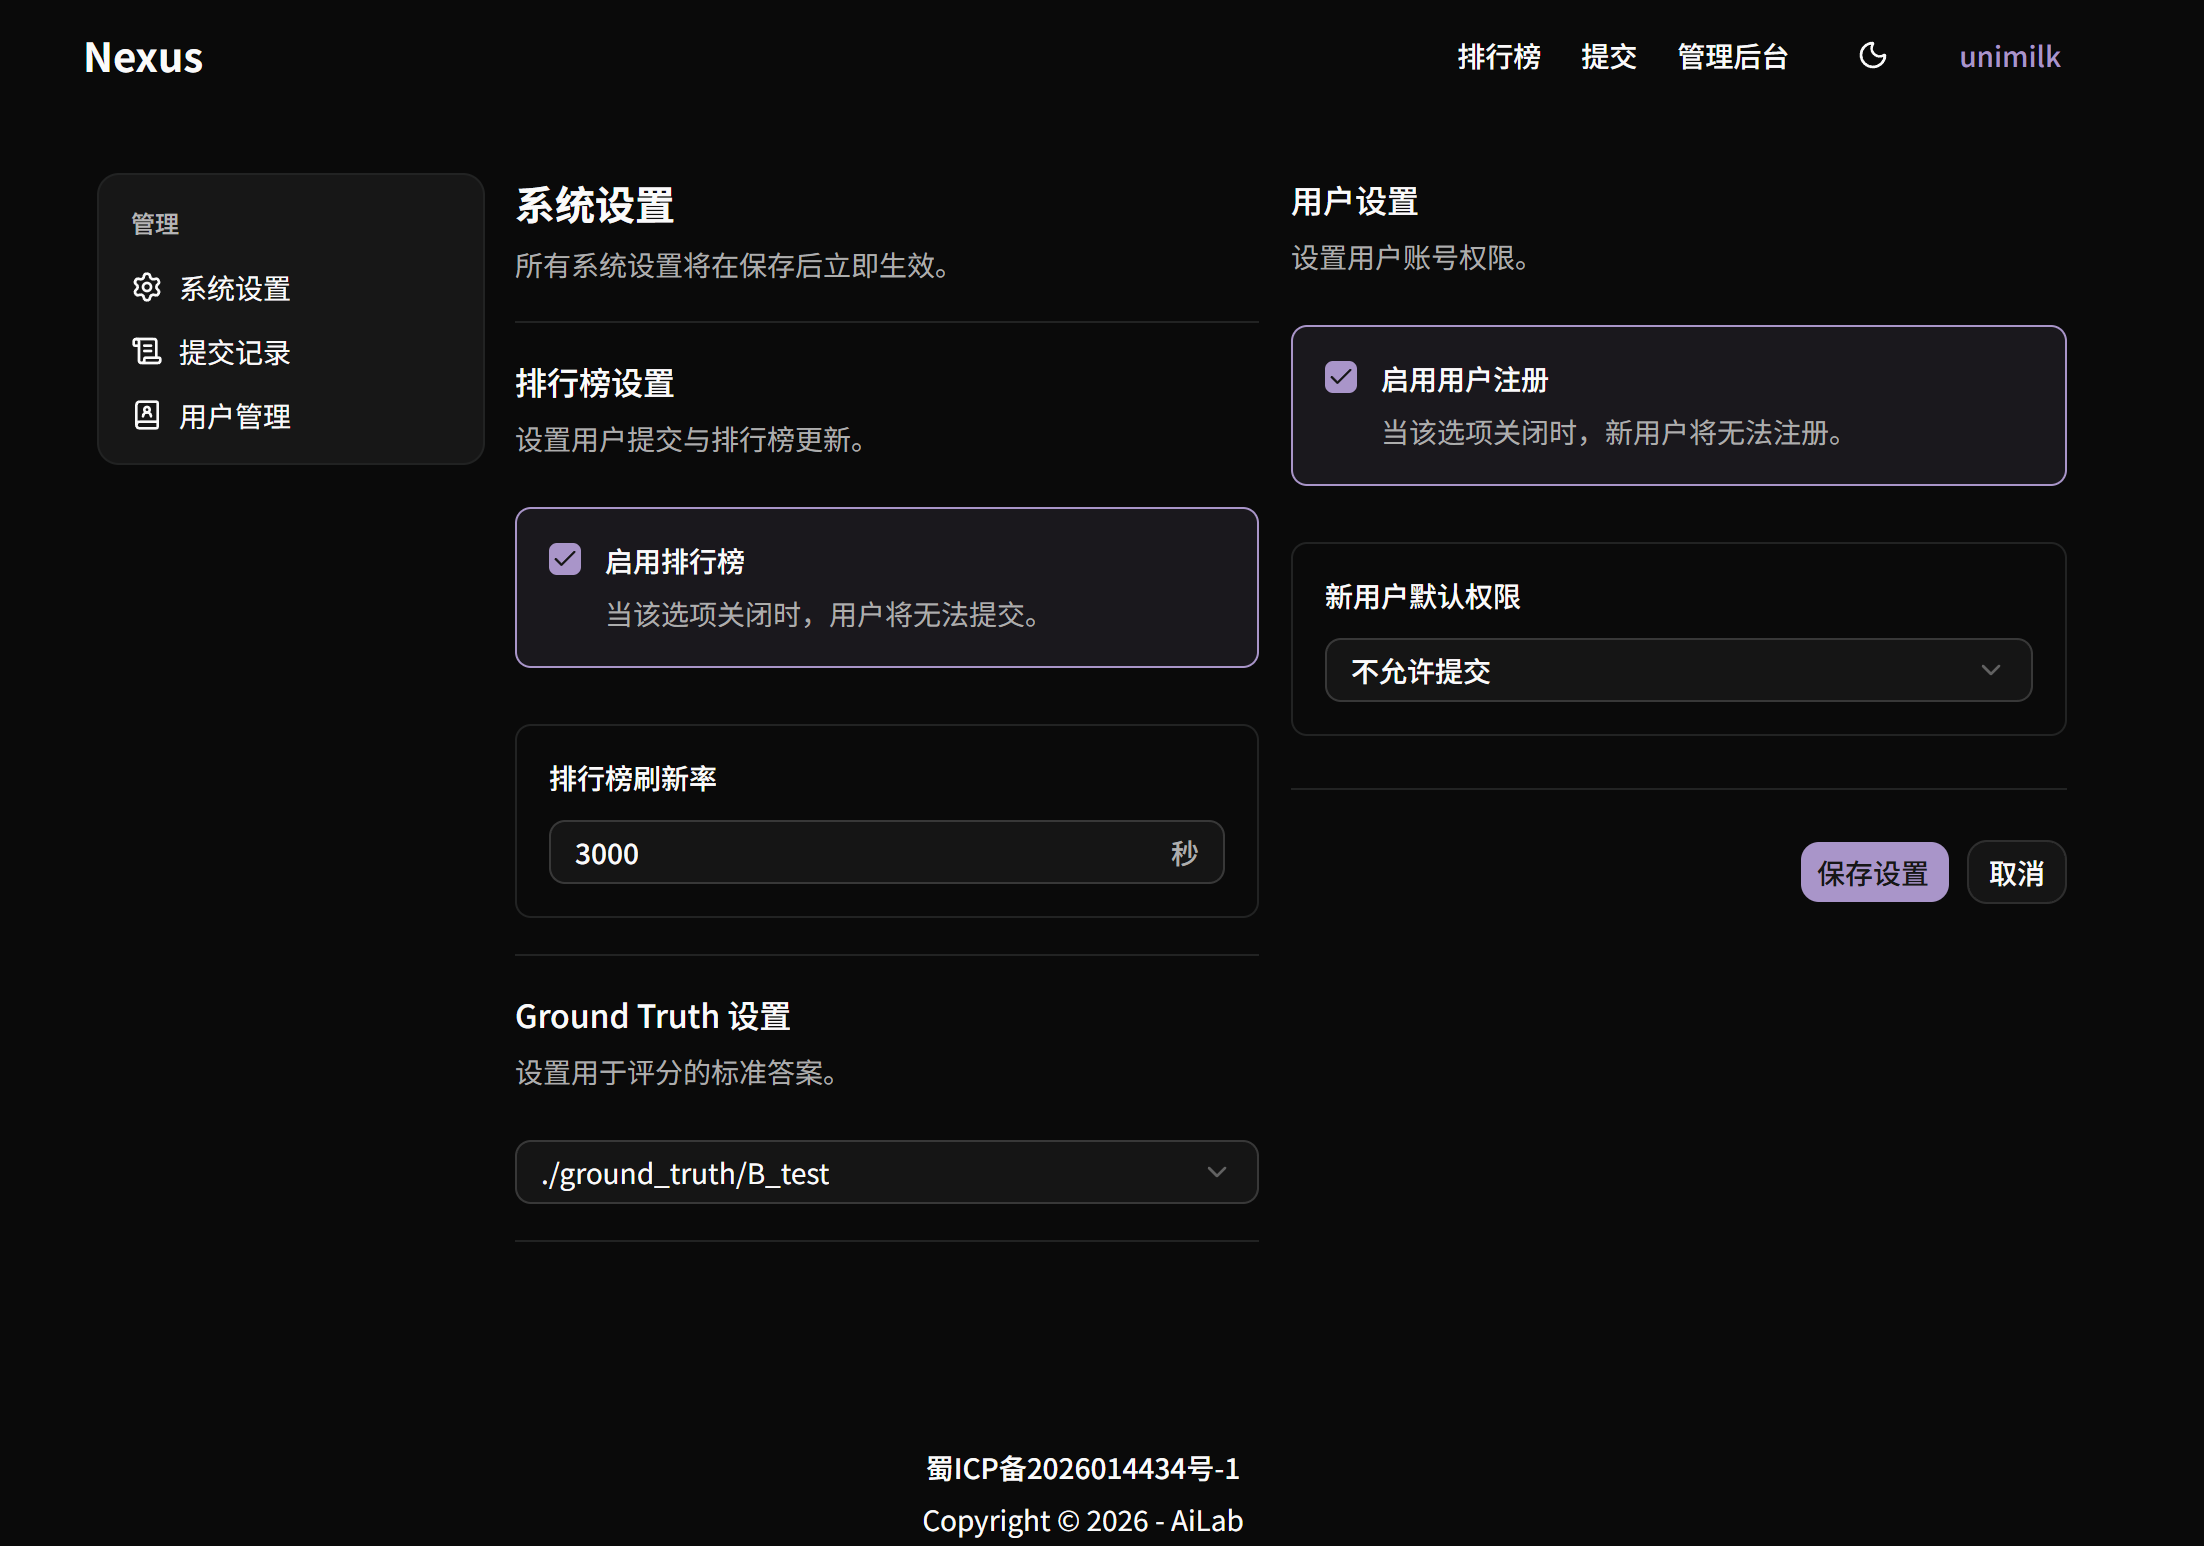 Nexus
排行榜
提交
管理后台
unimilk
管理
系统设置
提交记录
用户管理
系统设置
所有系统设置将在保存后立即生效。
排行榜设置
设置用户提交与排行榜更新。
启用排行榜
当该选项关闭时，用户将无法提交。
排行榜刷新率
3000
秒
Ground Truth 设置
设置用于评分的标准答案。
./ground_truth/B_test
用户设置
设置用户账号权限。
启用用户注册
当该选项关闭时，新用户将无法注册。
新用户默认权限
不允许提交
保存设置
取消
蜀ICP备2026014434号-1
Copyright © 2026 - AiLab